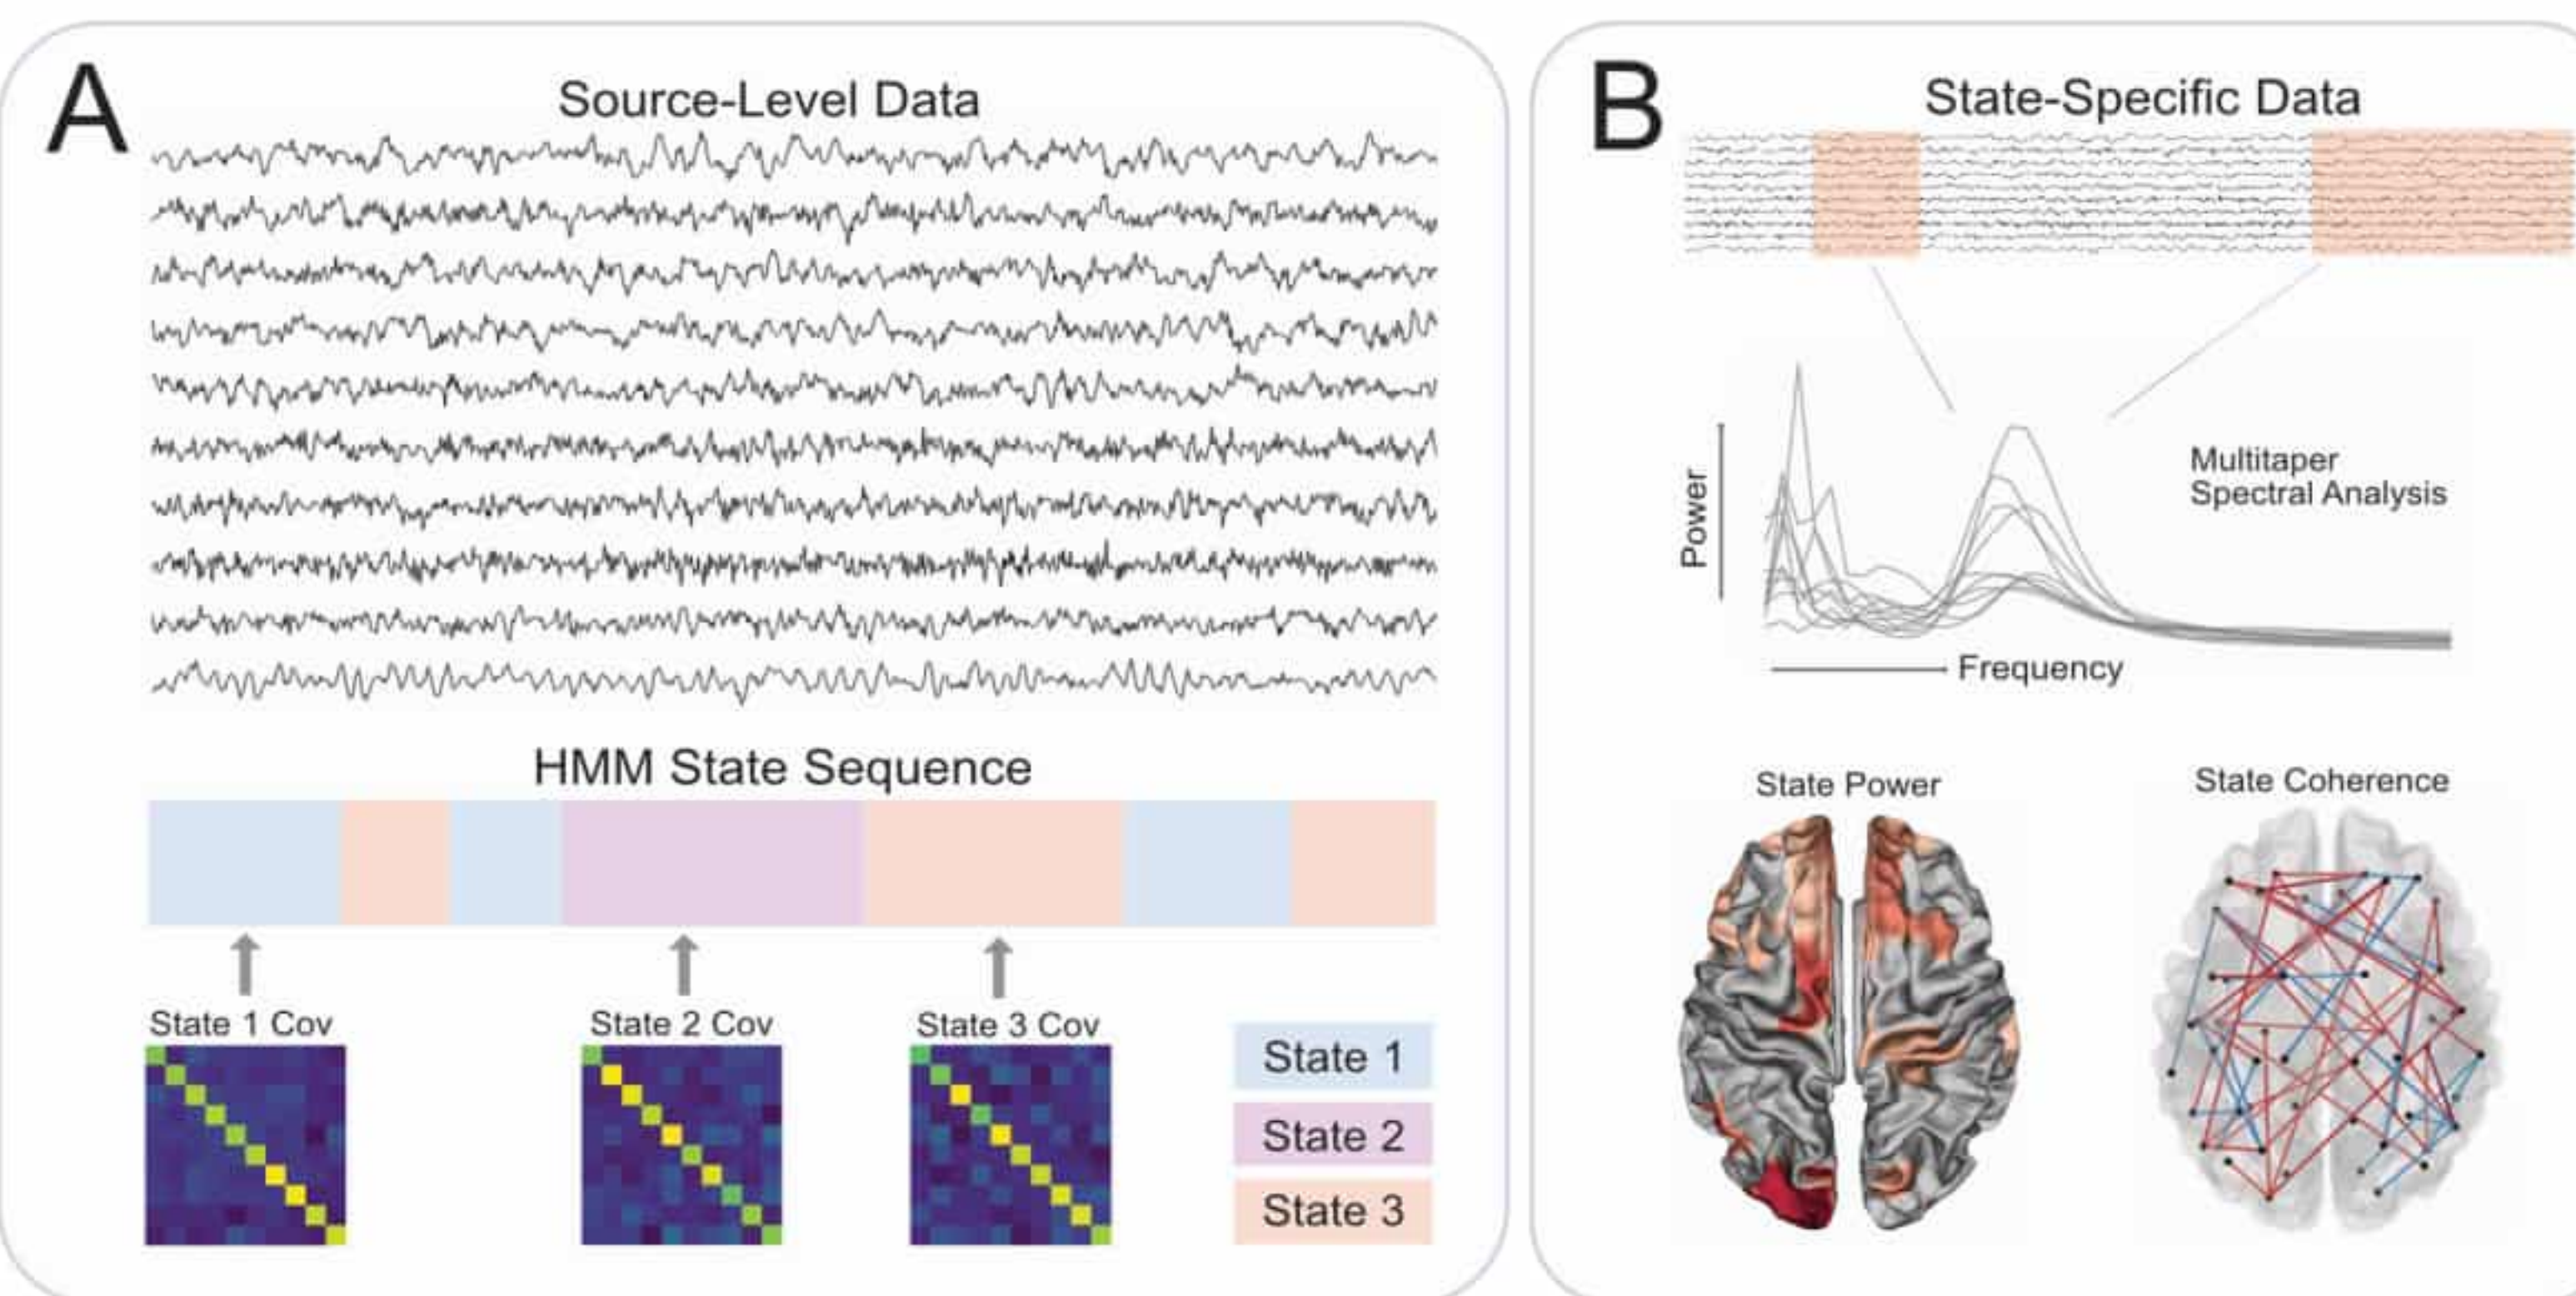 A
Source-Level Data
HMM State Sequence
State 1 Cov
State 2 Cov
State 3 Cov
State 1
State 2
State 3
B
State-Specific Data
Power
Multitaper
Spectral Analysis
Frequency
State Power
State Coherence